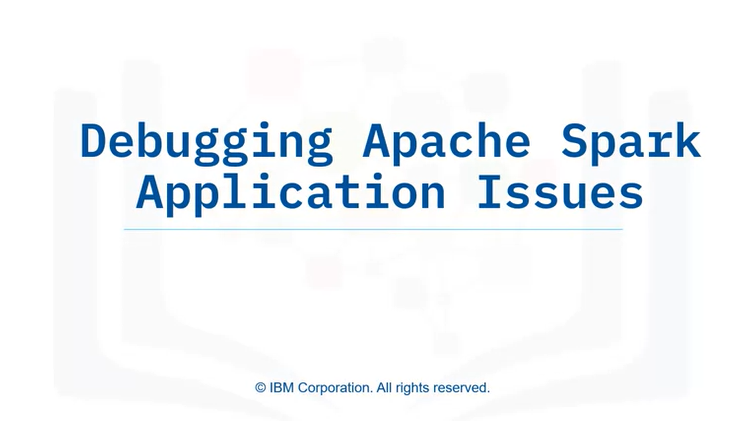 Debugging Apache Spark
Application Issues
© IBM Corporation. All rights reserved.